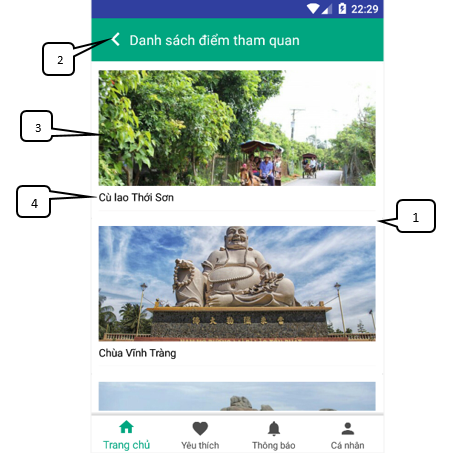 22:29
Danh sách điểm tham quan
2
3
Cù lao Thới Sơn
4
1
Chùa Vĩnh Tràng
Trang chủ
Yêu thích
Thông báo
Cá nhân